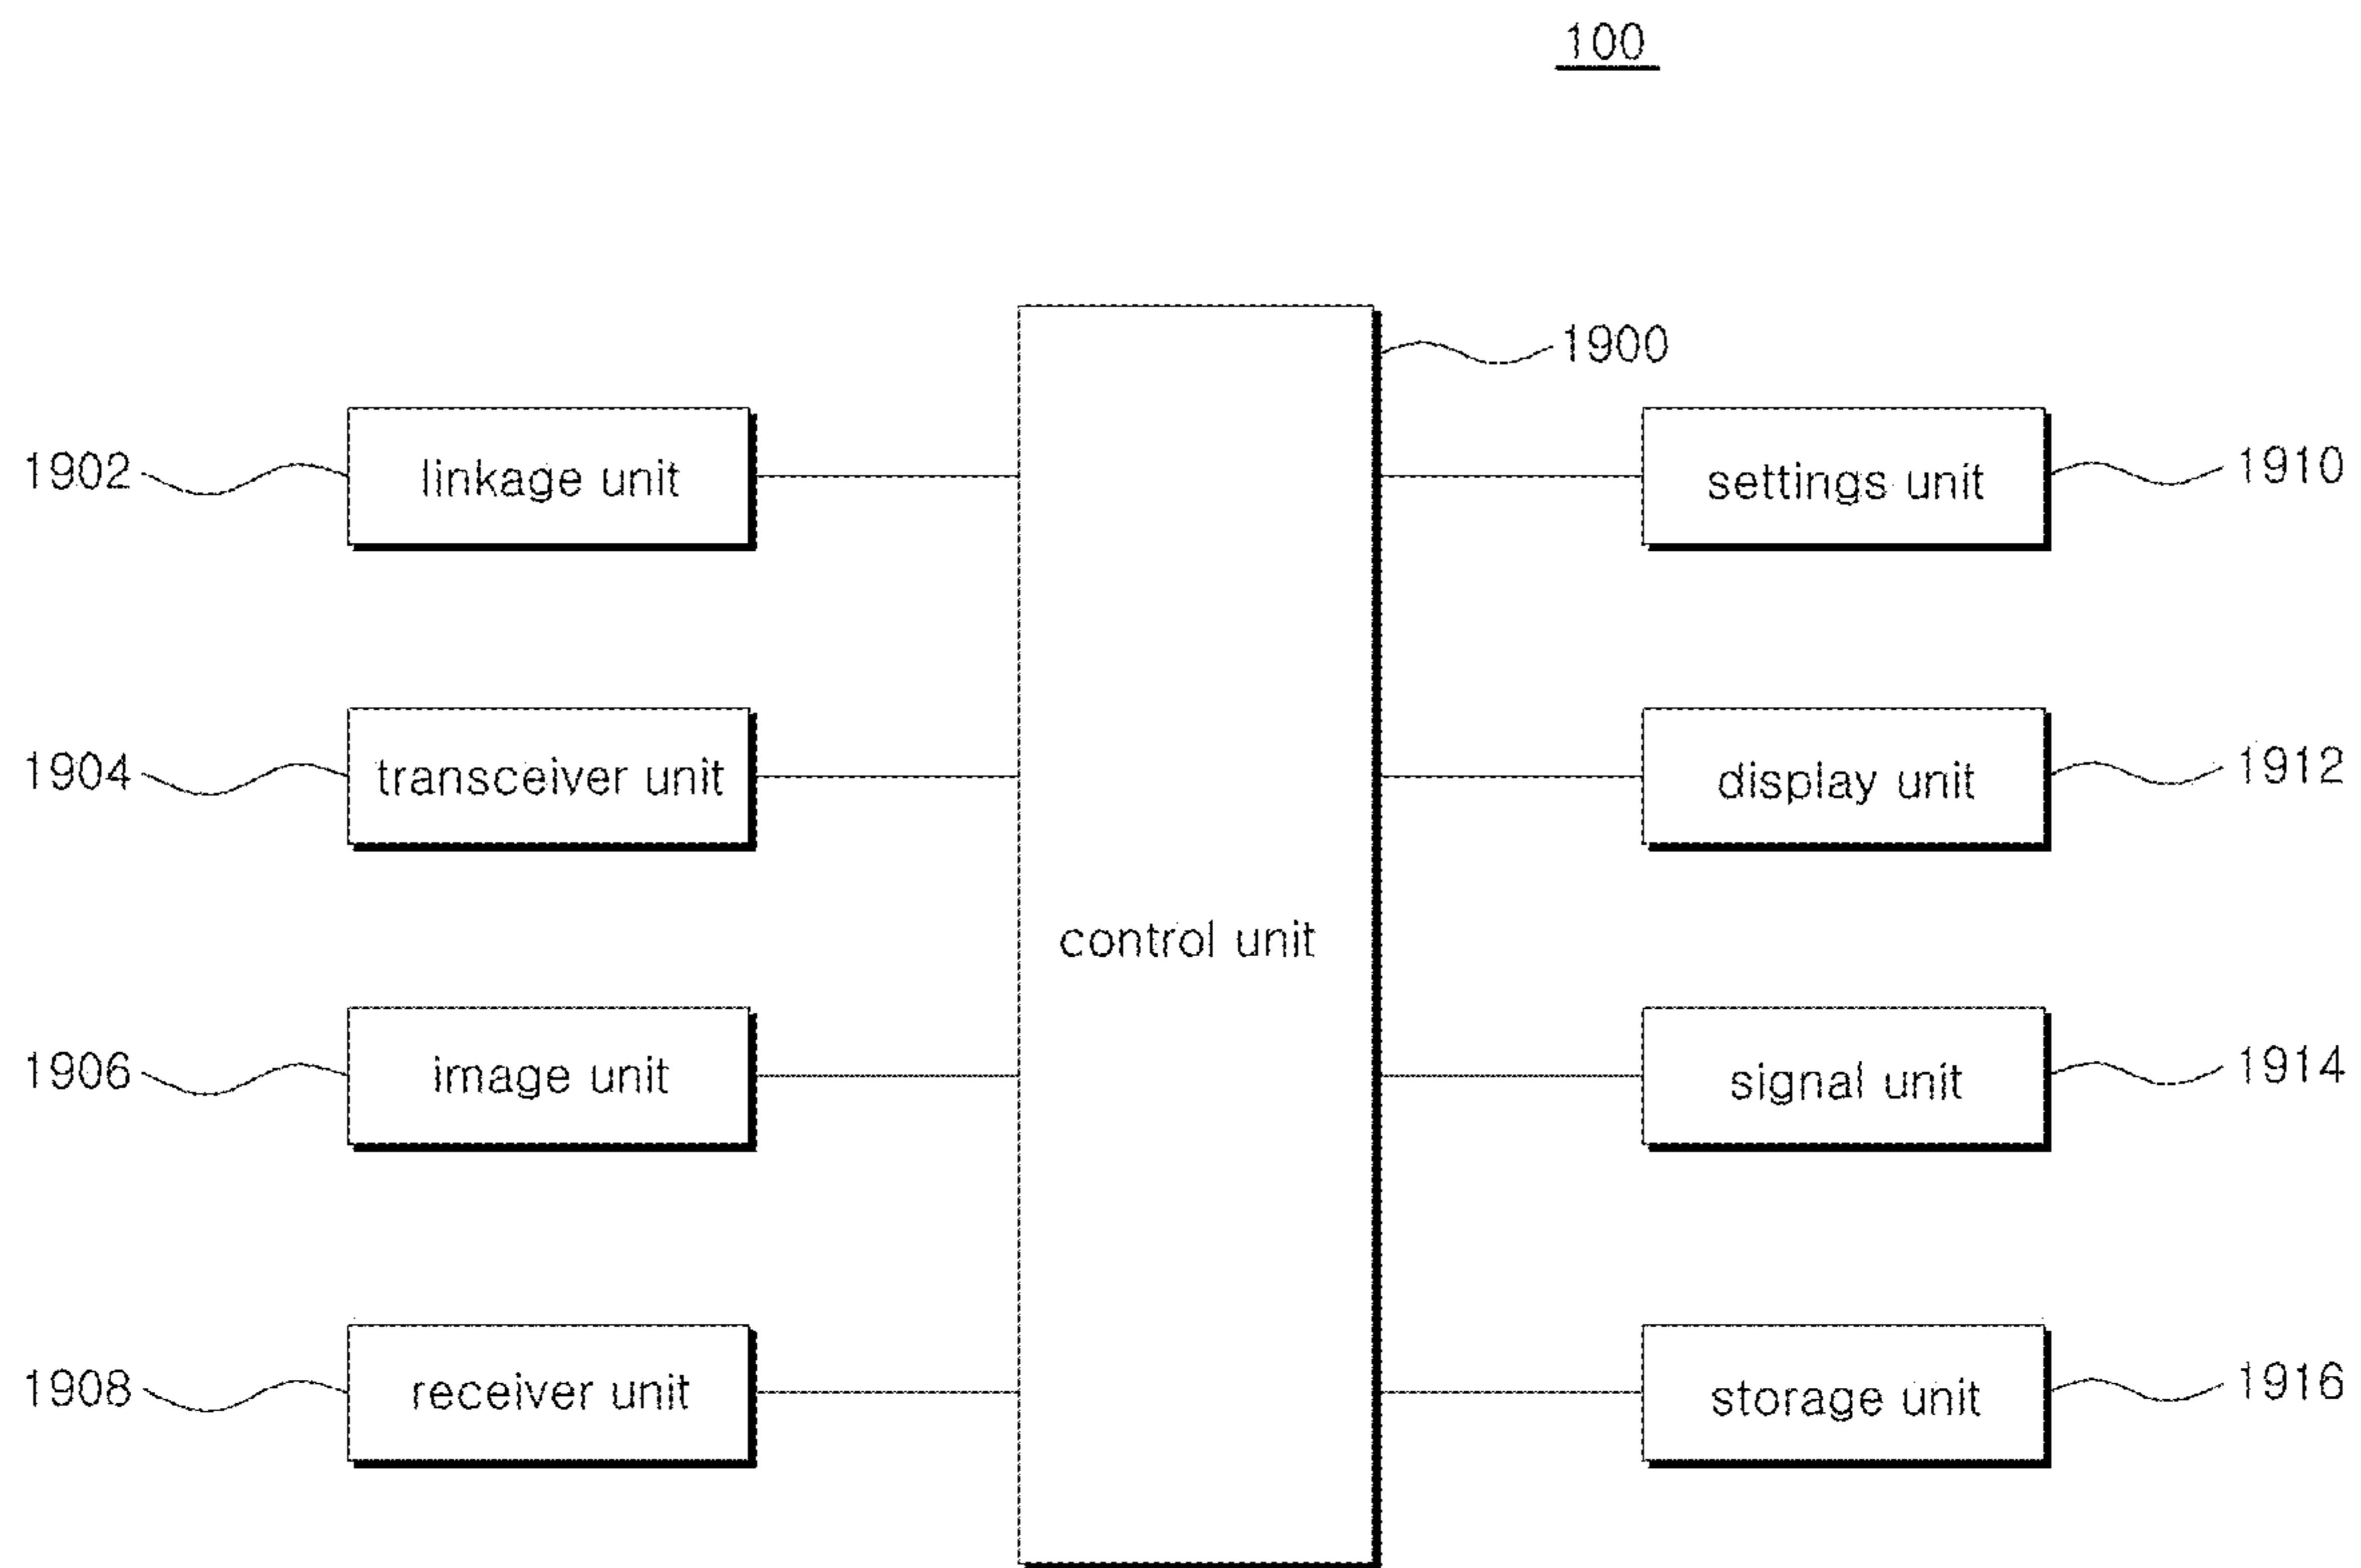 100
1900
1902
linkage unit
settings unit
1910
1904
transceiver unit
display unit
1912
control unit
1906
image unit
signal unit
1914
1908
receiver unit
storage unit
1916